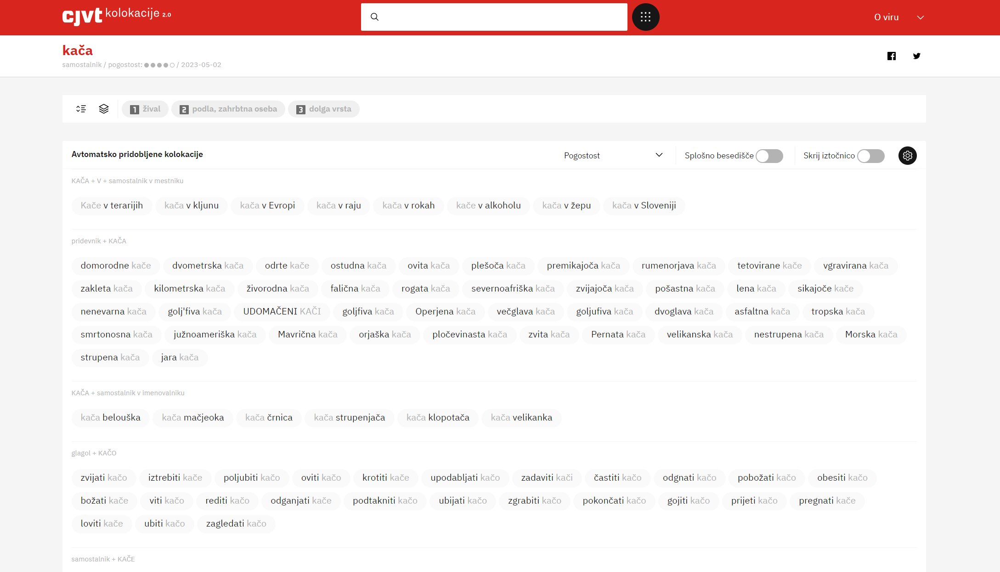 cjvt kolokacije 2.0
O viru
kača
samostalnik / pogostost: / 2023-05-02
1 žival 2 podla, zahrbtna oseba 3 dolga vrsta
Avtomatsko pridobljene kolokacije Pogostost Splošno besedišče Skrij iztočnico
KAČA + V + samostalnik v mestniku
Kače v terarijih kača v kljunu kača v Evropi kača v raju kača v rokah kače v alkoholu kača v žepu kača v Sloveniji
pridevnik + KAČA
domorodne kače dvometrska kača odrte kače ostudna kača ovita kača plešoča kača premikajoča kača rumenorjava kača tetovirane kače vgravirana kača
zakleta kača kilometrska kača živorodna kača falična kača rogata kača severnoafriška kača zvijajoča kača pošastna kača lena kača sikajoče kače
nenevarna kača golj'fiva kača UDOMAČENI KAČI goljfiva kača Operjena kača večglava kača goljufiva kača dvoglava kača asfaltna kača tropska kača
smrtonosna kača južnoameriška kača Mavrična kača orjaška kača pločevinasta kača zvita kača Pernata kača velikanska kača nestrupena kača Morska kača
strupena kača jara kača
KAČA + samostalnik v imenovalniku
kača belouška kača mačjeoka kača črnica kača strupenjača kača klopotača kača velikanka
glagol + KAČO
zvijati kačo iztrebiti kače poljubiti kačo oviti kačo krotiti kače upodabljati kačo zadaviti kači častiti kačo odgnati kačo pobožati kačo obesiti kačo
božati kače viti kačo rediti kačo odganjati kače podtakniti kačo ubijati kačo zgrabiti kačo pokončati kačo gojiti kačo prijeti kačo pregnati kače
loviti kače ubiti kačo zagledati kačo
samostalnik + KAČE